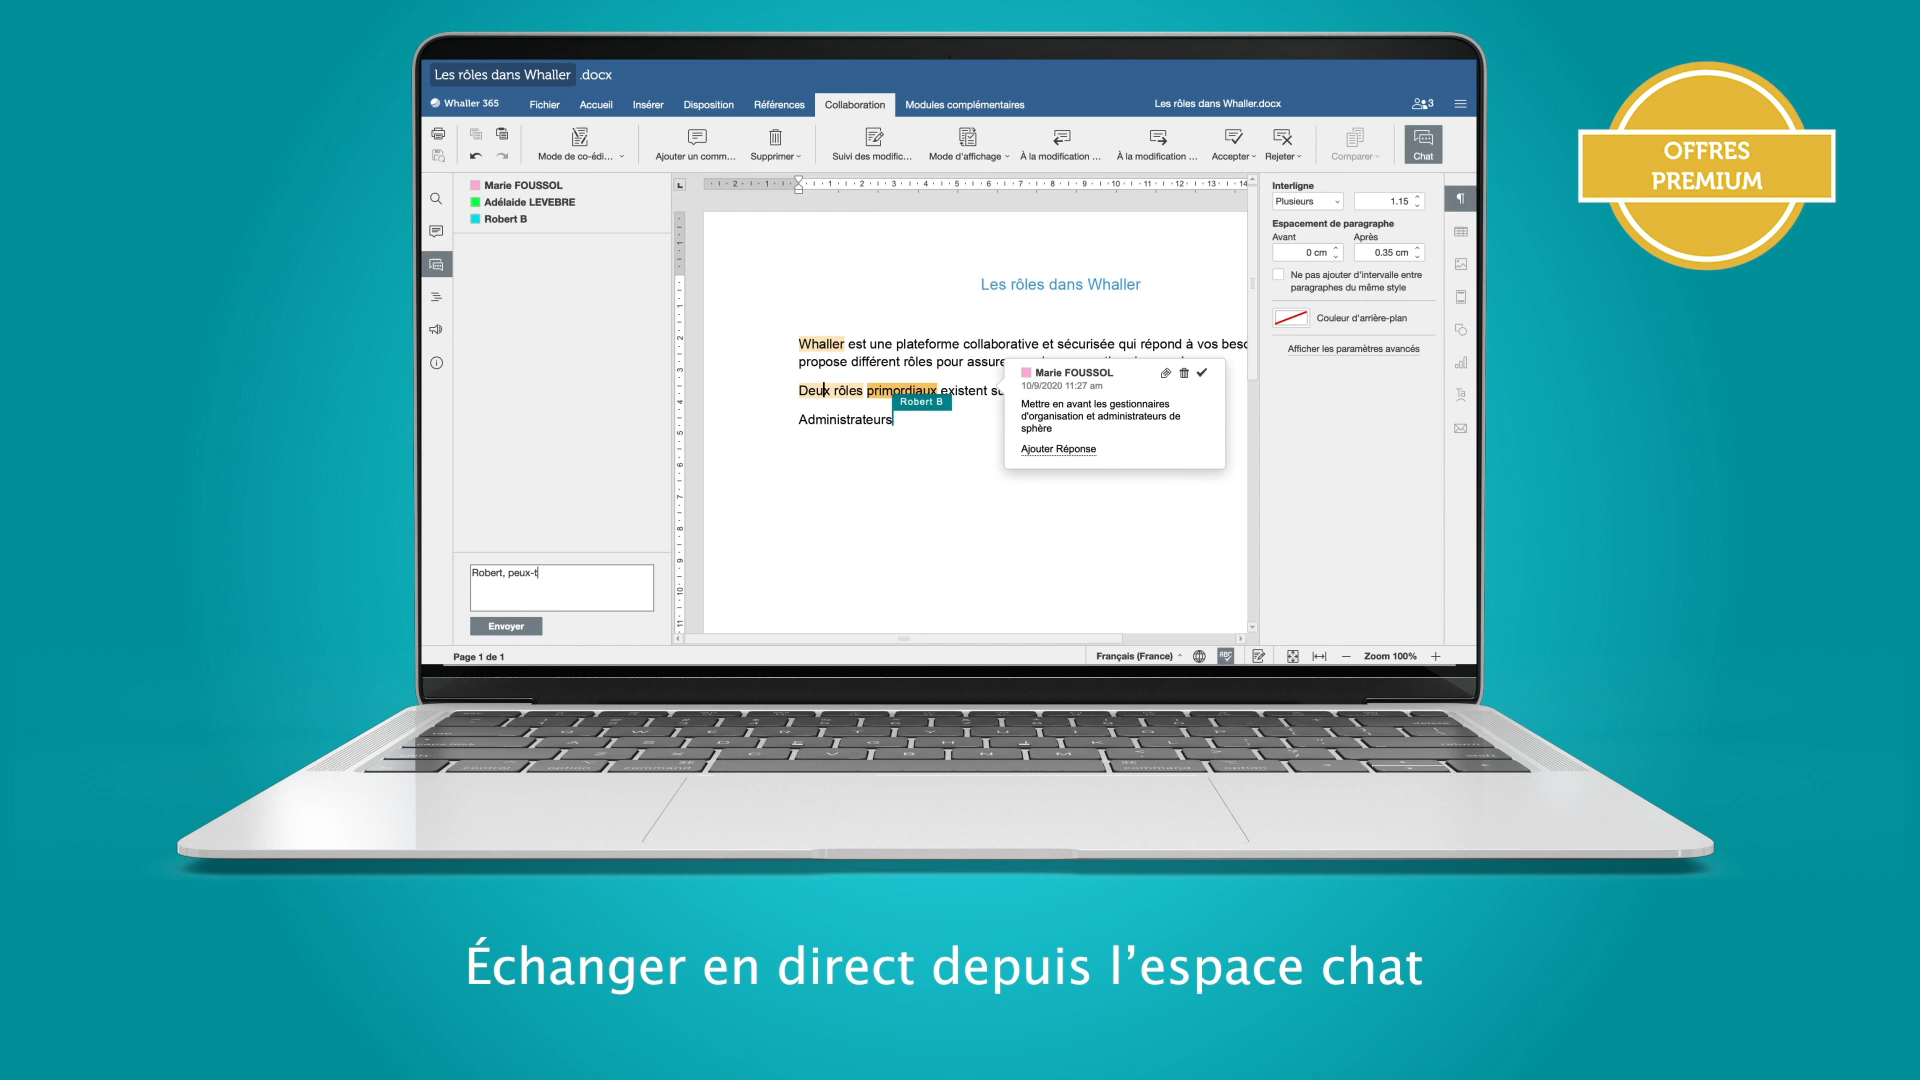 Les rôles dans Whaller .docx
Whaller 365 Fichier Accueil Insérer Disposition Références Collaboration Modules complémentaires Les rôles dans Whaller.docx 3
Mode de co-édi... Ajouter un comm... Supprimer Suivi des modific... Mode d'affichage À la modification ... À la modification ... Accepter Rejeter Comparer Chat
OFFRES
PREMIUM
Marie FOUSSOL
Adélaide LEVEBRE
Robert B
Robert, peux-t
Envoyer
Les rôles dans Whaller
Whaller est une plateforme collaborative et sécurisée qui répond à vos beso
propose différent rôles pour assure
Deux rôles primordiaux existent su
Robert B
Administrateurs
Marie FOUSSOL
10/9/2020 11:27 am
Mettre en avant les gestionnaires
d'organisation et administrateurs de
sphère
Ajouter Réponse
Interligne
Plusieurs 1.15
Espacement de paragraphe
Avant Après
0 cm 0.35 cm
Ne pas ajouter d'intervalle entre
paragraphes du même style
Couleur d'arrière-plan
Afficher les paramètres avancés
Page 1 de 1 Français (France) ABC Zoom 100%
Échanger en direct depuis l'espace chat